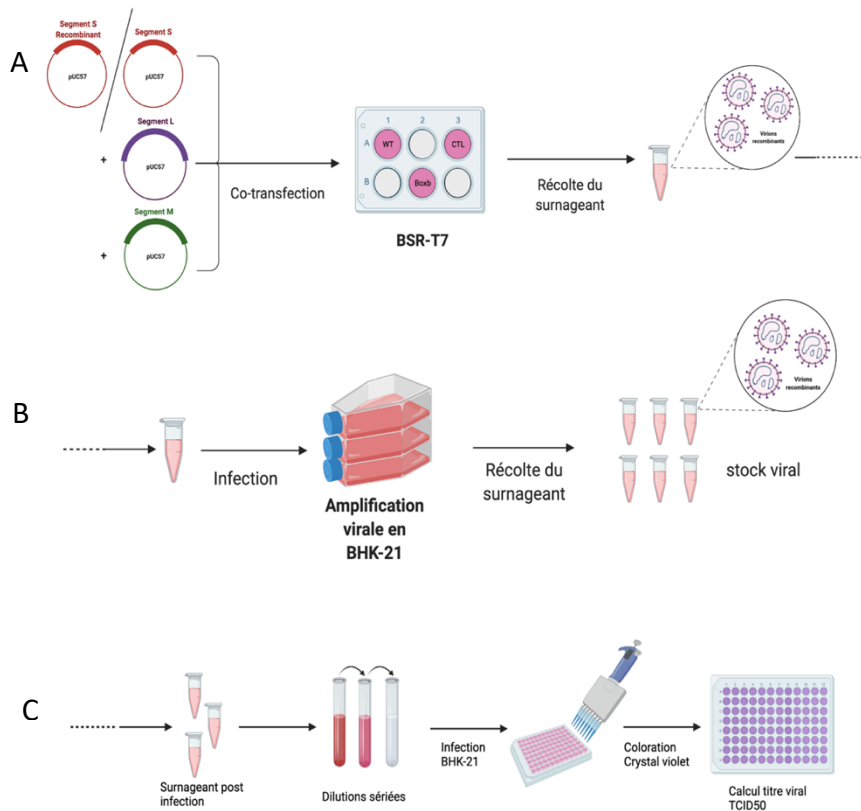 A
Segment S
Recombinant
pUC57
Segment S
pUC57
+
Segment L
pUC57
+
Segment M
pUC57
Co-transfection
1 2 3
A
WT
CTL
B
Boxb
BSR-T7
Récolte du
surnageant
Virions
recombinants
B
Infection
Amplification
virale en
BHK-21
Récolte du
surnageant
Virions
recombinants
stock viral
C
Surnageant post
infection
Dilutions sériées
Infection
BHK-21
Coloration
Crystal violet
Calcul titre viral
TCID50